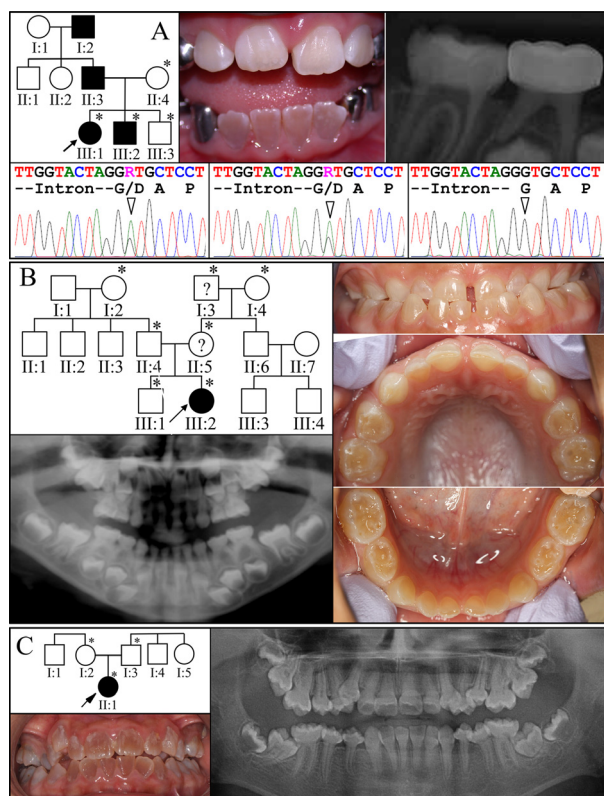 A
I:1 I:2
II:1 II:2 II:3 II:4
III:1 III:2 III:3
TTGGTACTAGGRTGCTCCT
--Intron--G/D A P
TTGGTACTAGGRTGCTCCT
--Intron--G/D A P
TTGGTACTAGGGTGCTCCT
--Intron-- G A P
B
I:1 I:2 I:3 I:4
? ?
II:1 II:2 II:3 II:4 II:5 II:6 II:7
III:1 III:2 III:3 III:4
C
I:1 I:2 I:3 I:4 I:5
II:1